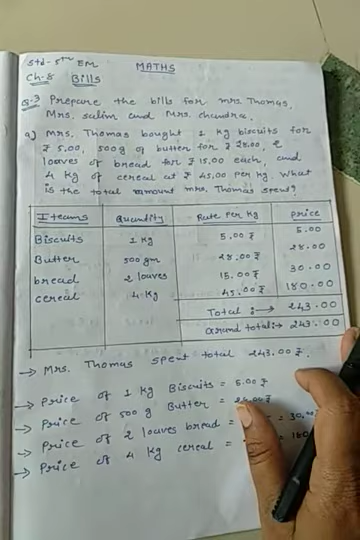 Std - 5th EM MATHS
Ch-8 Bills
Q.3 Prepare the bills for mrs. Thomas,
Mrs. Salim and Mrs. Chandra.
a) Mrs. Thomas bought 1 kg biscuits for
₹ 5.00, 500 g of butter for ₹ 28.00, 2
loaves of bread for ₹ 15.00 each, and
4 kg of cereal at ₹ 45.00 per kg. What
is the total amount mrs. Thomas spent?
Iteams Quantity Rate per kg Price
Biscuits 1 kg 5.00 ₹ 5.00
Butter 500 gm 28.00 ₹ 28.00
bread 2 loaves 15.00 ₹ 30.00
cereal 4 kg 45.00 ₹ 180.00
Total :→ 243.00
Grand total:→ 243.00
→ Mrs. Thomas spent total 243.00 ₹.
→ Price of 1 kg Biscuits = 5.00 ₹
→ Price of 500 g Butter =
→ Price of 2 loaves bread = = 30.00
→ Price of 4 kg cereal = =